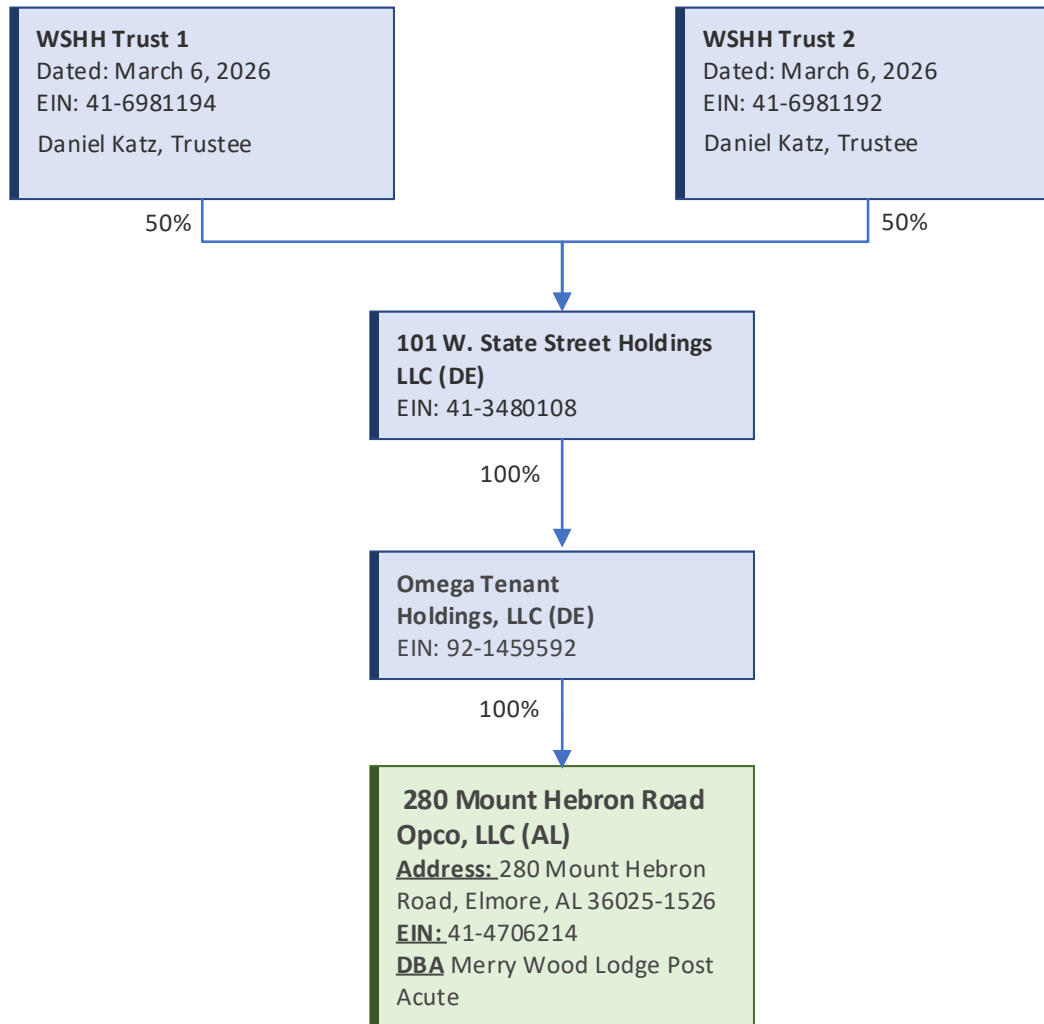 WSHH Trust 1
Dated: March 6, 2026
EIN: 41-6981194
Daniel Katz, Trustee
WSHH Trust 2
Dated: March 6, 2026
EIN: 41-6981192
Daniel Katz, Trustee
50%
50%
101 W. State Street Holdings
LLC (DE)
EIN: 41-3480108
100%
Omega Tenant
Holdings, LLC (DE)
EIN: 92-1459592
100%
280 Mount Hebron Road
Opco, LLC (AL)
Address: 280 Mount Hebron
Road, Elmore, AL 36025-1526
EIN: 41-4706214
DBA Merry Wood Lodge Post
Acute